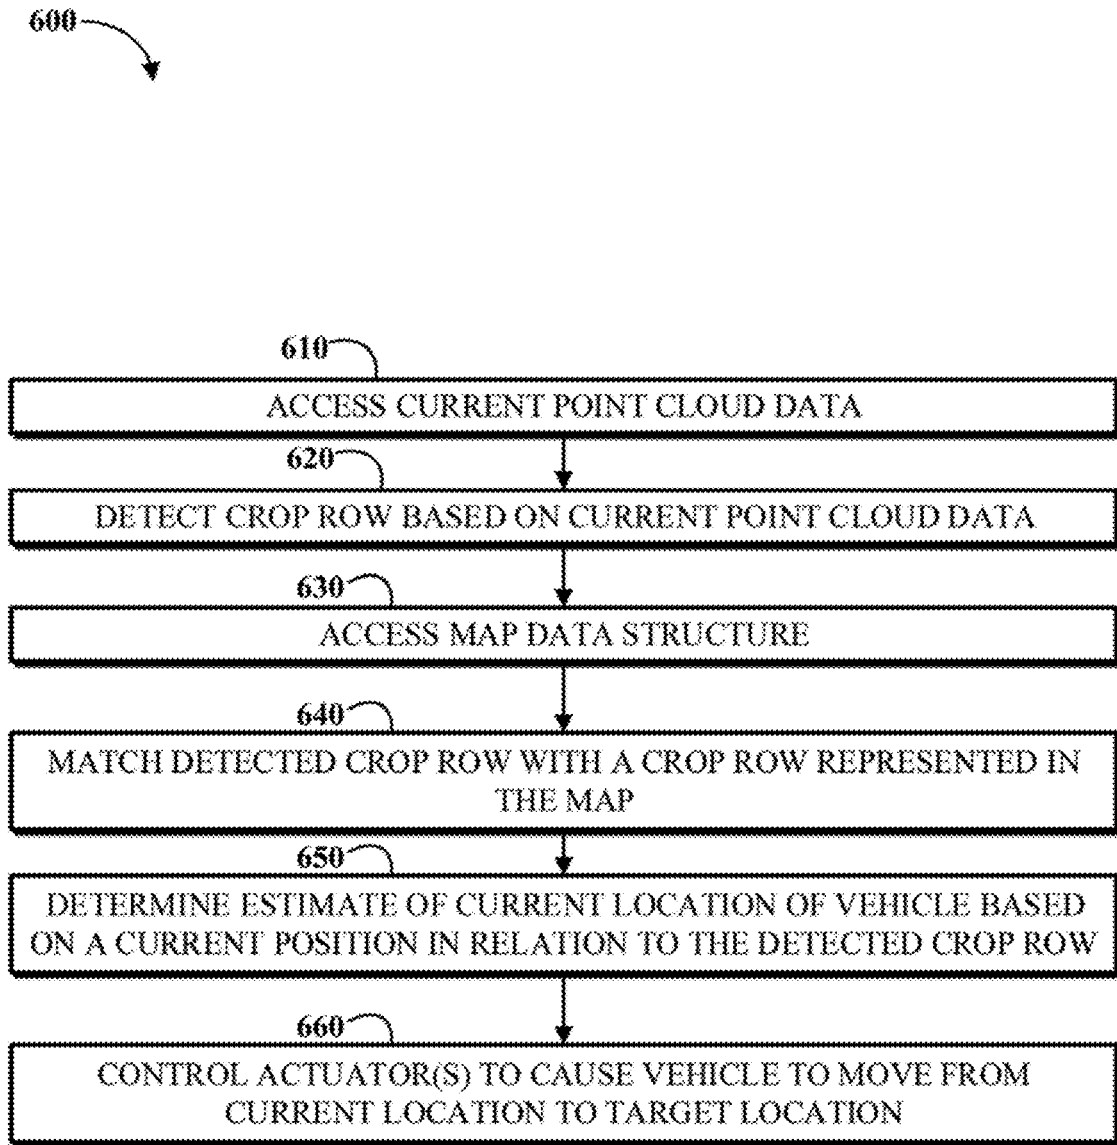 600
610
ACCESS CURRENT POINT CLOUD DATA
620
DETECT CROP ROW BASED ON CURRENT POINT CLOUD DATA
630
ACCESS MAP DATA STRUCTURE
640
MATCH DETECTED CROP ROW WITH A CROP ROW REPRESENTED IN
THE MAP
650
DETERMINE ESTIMATE OF CURRENT LOCATION OF VEHICLE BASED
ON A CURRENT POSITION IN RELATION TO THE DETECTED CROP ROW
660
CONTROL ACTUATOR(S) TO CAUSE VEHICLE TO MOVE FROM
CURRENT LOCATION TO TARGET LOCATION